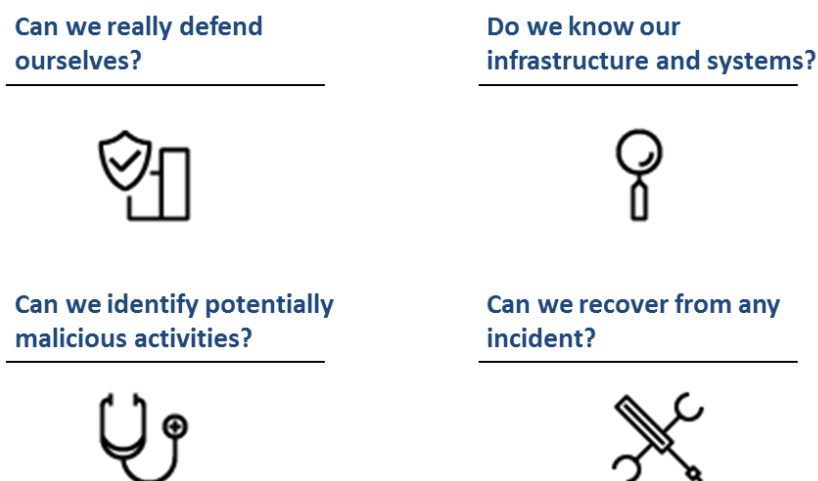 Can we really defend
ourselves?
Do we know our
infrastructure and systems?
Can we identify potentially
malicious activities?
Can we recover from any
incident?